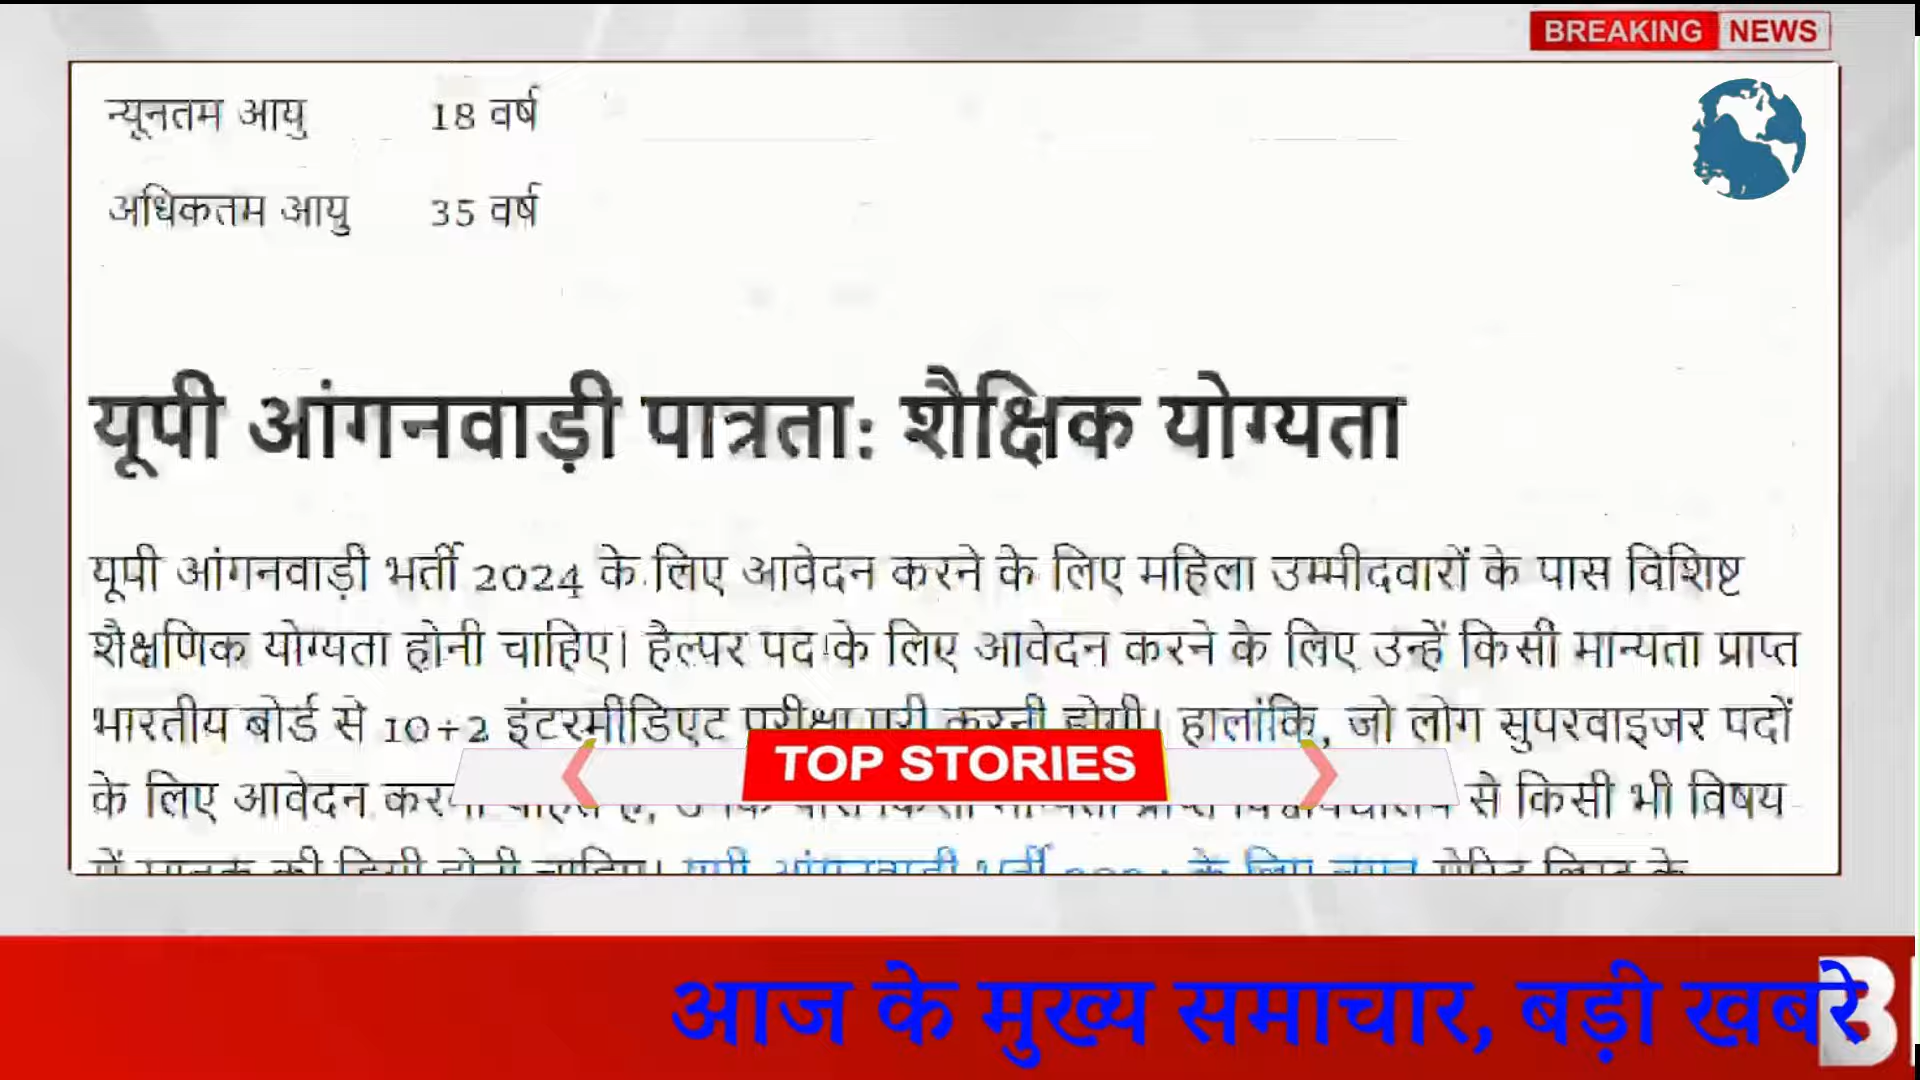 BREAKING NEWS
न्यूनतम आयु 18 वर्ष
अधिकतम आयु 35 वर्ष
यूपी आंगनवाड़ी पात्रता: शैक्षिक योग्यता
यूपी आंगनवाड़ी भर्ती 2024 के लिए आवेदन करने के लिए महिला उम्मीदवारों के पास विशिष्ट
शैक्षणिक योग्यता होनी चाहिए। हैल्पर पद के लिए आवेदन करने के लिए उन्हें किसी मान्यता प्राप्त
भारतीय बोर्ड से 10+2 इंटरमीडिएट परीक्षा पूरी करनी होगी। हालांकि, जो लोग सुपरवाइजर पदों
TOP STORIES
के लिए आवेदन से किसी भी विषय
आज के मुख्य समाचार, बड़ी खबरे